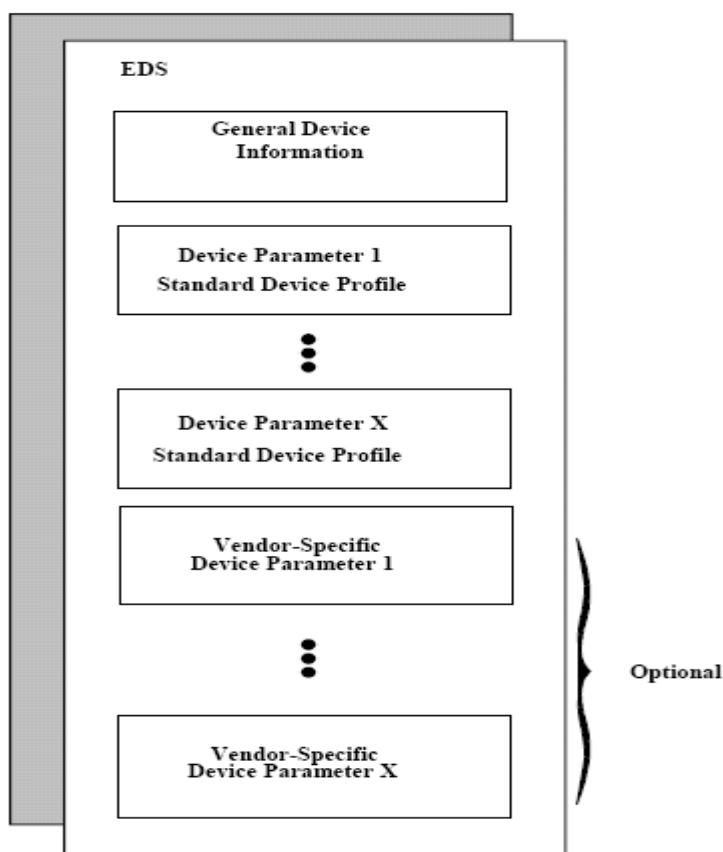 EDS
General Device
Information
Device Parameter 1
Standard Device Profile
Device Parameter X
Standard Device Profile
Vendor-Specific
Device Parameter 1
Optional
Vendor-Specific
Device Parameter X